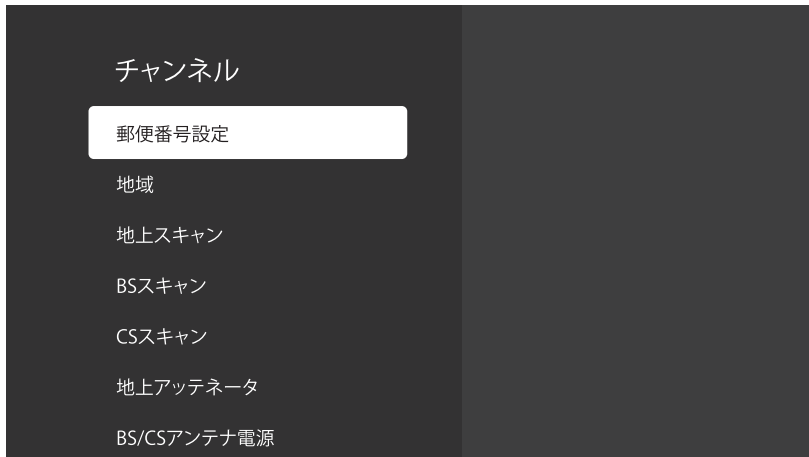 チャンネル
郵便番号設定
地域
地上スキャン
BSスキャン
CSスキャン
地上アッテネータ
BS/CSアンテナ電源